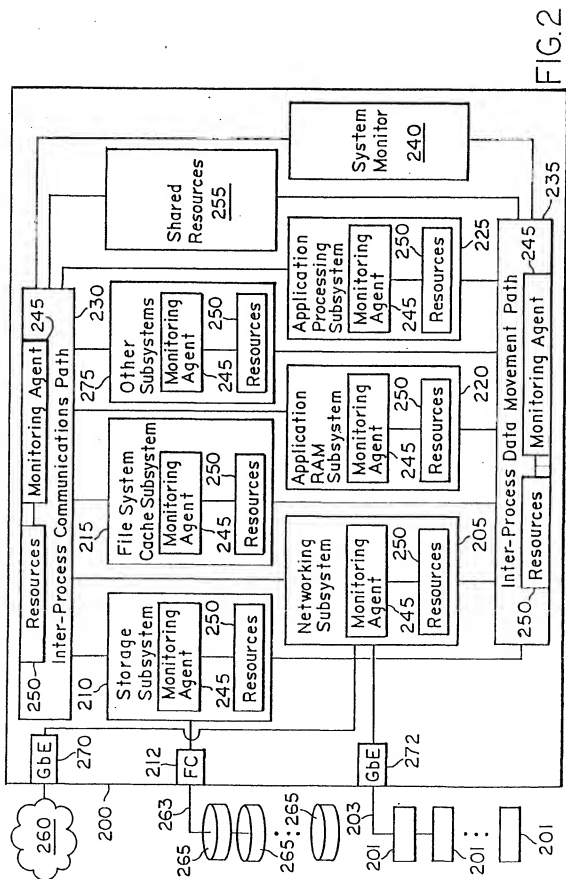 230
245
Monitoring Agent
Resources
Inter-Process Communications Path
250
Shared
Resources
255
System
Monitor
240
275
Other
Subsystems
Monitoring
Agent
245
250
Resources
Application
Processing
Subsystem
Monitoring
Agent
245
250
Resources
225
215
File System
Cache Subsystem
Monitoring
Agent
245
250
Resources
Application
RAM
Subsystem
Monitoring
Agent
245
250
Resources
220
210
Storage
Subsystem
Monitoring
Agent
245
250
Resources
Networking
Subsystem
Monitoring
Agent
245
250
Resources
205
235
245
Inter-Process Data Movement Path
Monitoring Agent
Resources
250
GbE
270
FC
212
GbE
272
200
260
263
265
265
265
203
201
201
201
FIG.2